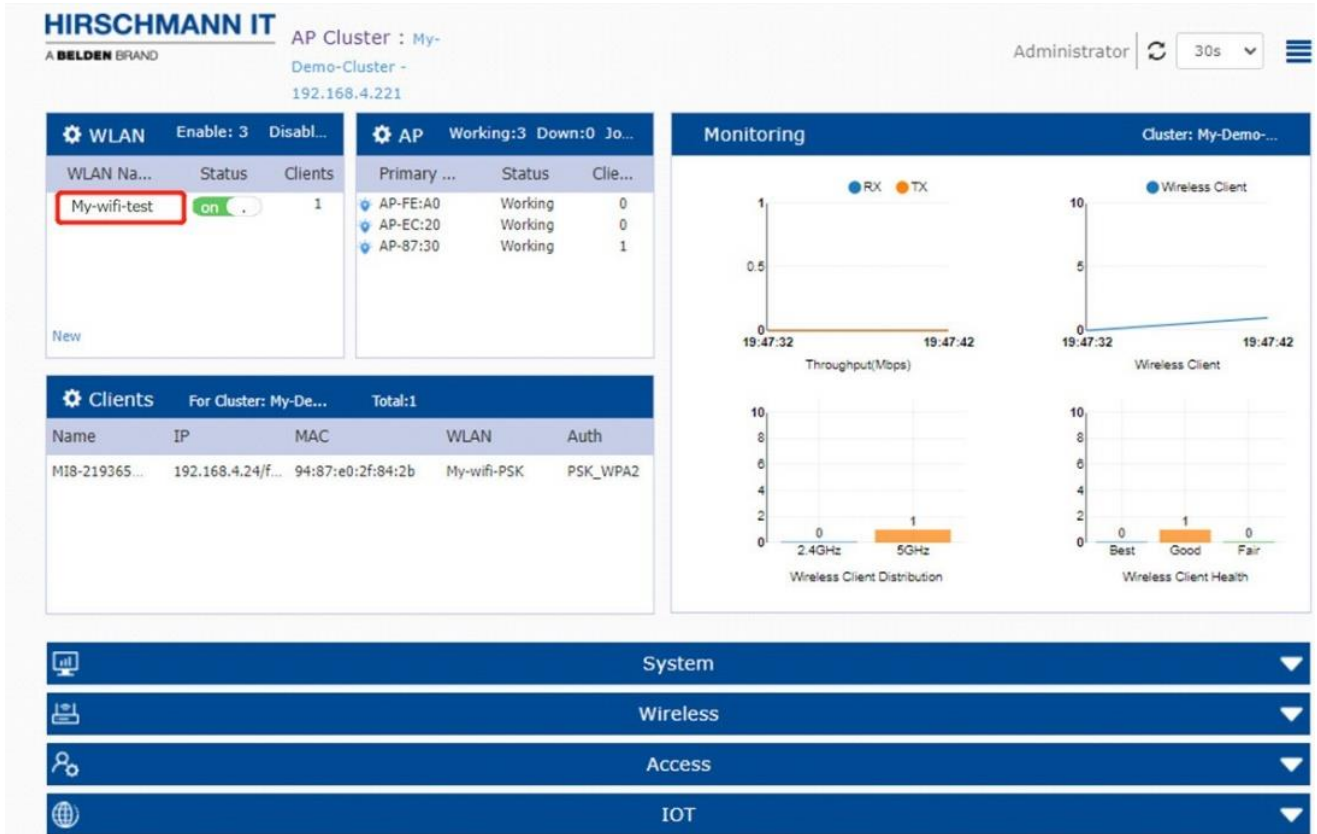 HIRSCHMANN IT
A BELDEN BRAND
AP Cluster : My-
Demo-Cluster -
192.168.4.221
Administrator 30s
WLAN Enable: 3 Disabl...
WLAN Na... Status Clients
My-wifi-test on 1
New
AP Working:3 Down:0 Jo...
Primary ... Status Clie...
AP-FE:A0 Working 0
AP-EC:20 Working 0
AP-87:30 Working 1
Clients For Cluster: My-De... Total:1
Name IP MAC WLAN Auth
MI8-219365... 192.168.4.24/f... 94:87:e0:2f:84:2b My-wifi-PSK PSK_WPA2
Monitoring Cluster: My-Demo-...
RX TX
1
0.5
0
19:47:32 19:47:42
Throughput(Mbps)
Wireless Client
10
5
0
19:47:32 19:47:42
Wireless Client
10
8
6
4
2
0
0 1
2.4GHz 5GHz
Wireless Client Distribution
10
8
6
4
2
0
0 1 0
Best Good Fair
Wireless Client Health
System
Wireless
Access
IOT